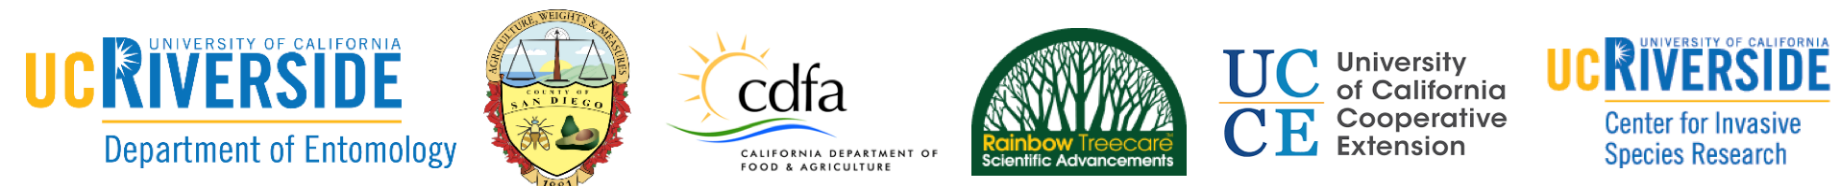 UNIVERSITY OF CALIFORNIA
UCRIVERSIDE
Department of Entomology
AGRICULTURE, WEIGHTS & MEASURES
COUNTY OF
SAN DIEGO
1881
cdfa
CALIFORNIA DEPARTMENT OF
FOOD & AGRICULTURE
Rainbow Treecare
Scientific Advancements
UC
CE
University
of California
Cooperative
Extension
UNIVERSITY OF CALIFORNIA
UCRIVERSIDE
Center for Invasive
Species Research